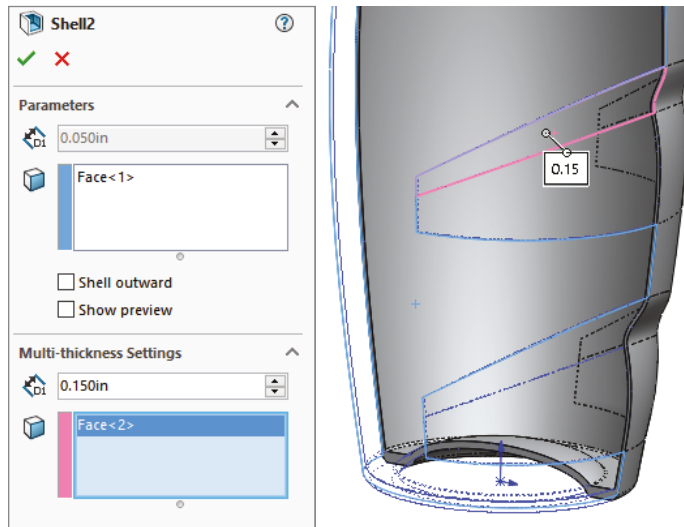 Shell2
Parameters
D1
0.050in
Face<1>
Shell outward
Show preview
Multi-thickness Settings
D1
0.150in
Face<2>
0.15